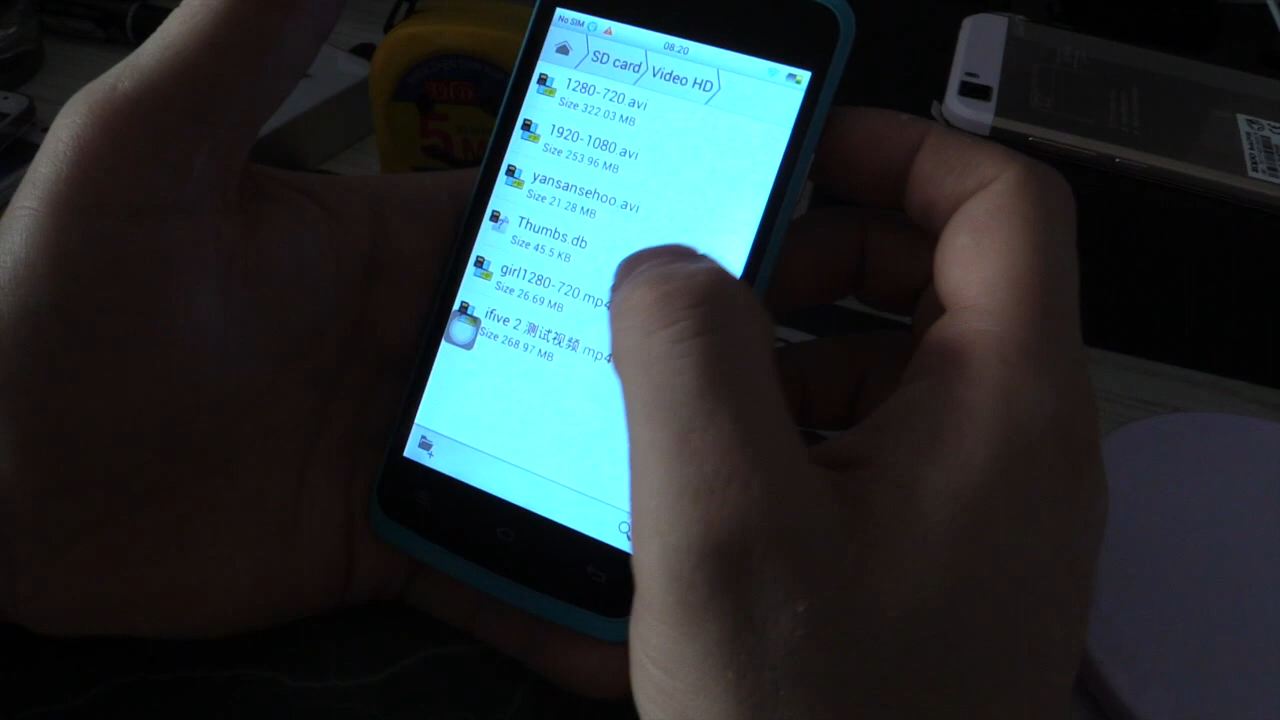 No SIM
08:20
SD card
Video HD
1280-720.avi
Size 322.03 MB
1920-1080.avi
Size 253.96 MB
yansansehoo.avi
Size 21.28 MB
Thumbs.db
Size 45.5 KB
girl1280-720.mp4
Size 26.69 MB
ifive 2 测试视频.mp4
Size 268.97 MB
5